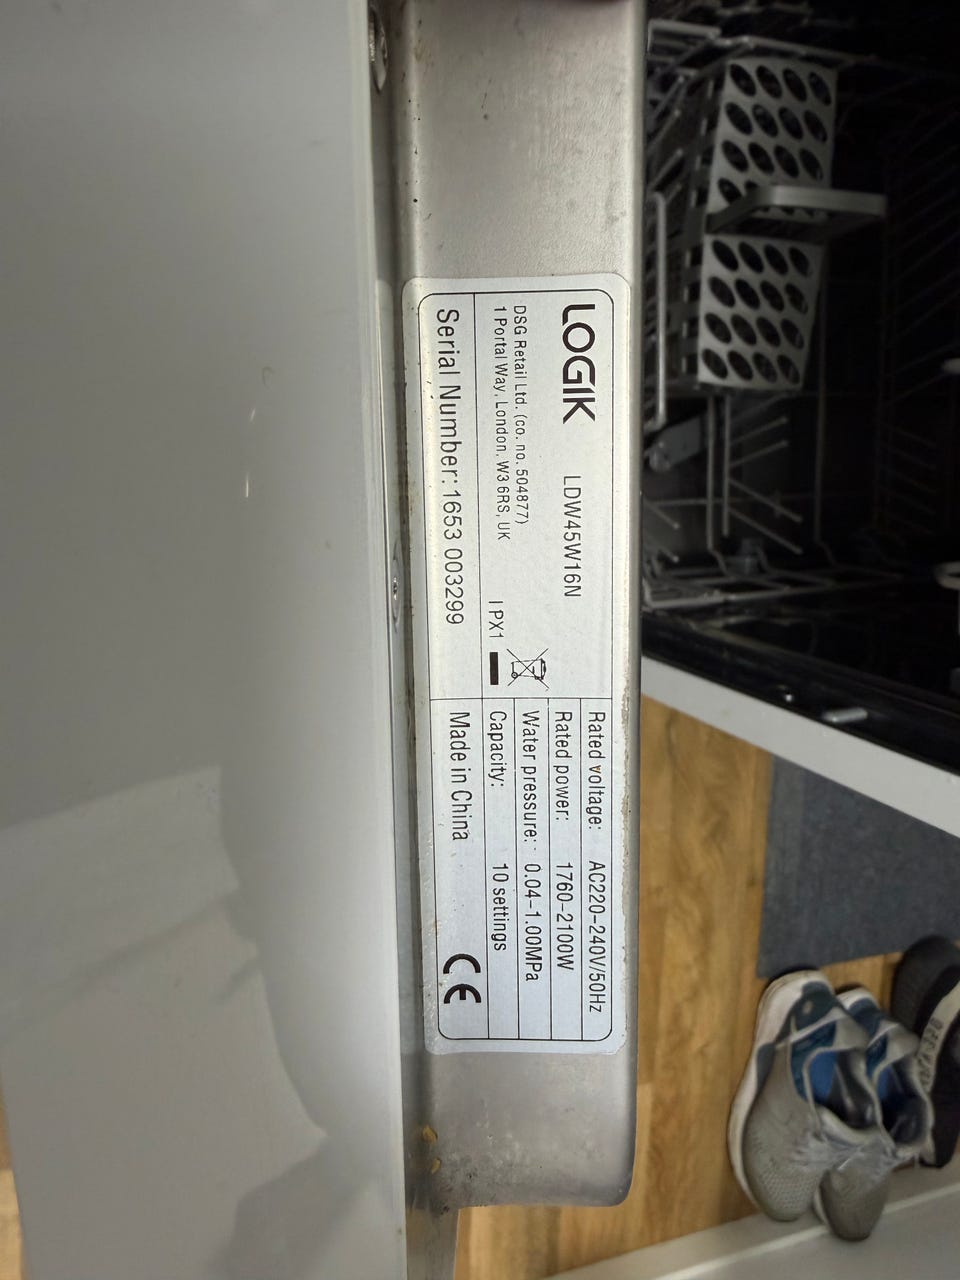 LOGIK LDW45W16N
DSG Retail Ltd. (co. no. 504877)
1 Portal Way, London, W3 6RS, UK
IPX1
Serial Number: 1653 003299
Rated voltage: AC220-240V/50Hz
Rated power: 1760-2100W
Water pressure: 0.04-1.00MPa
Capacity: 10 settings
Made in China CE